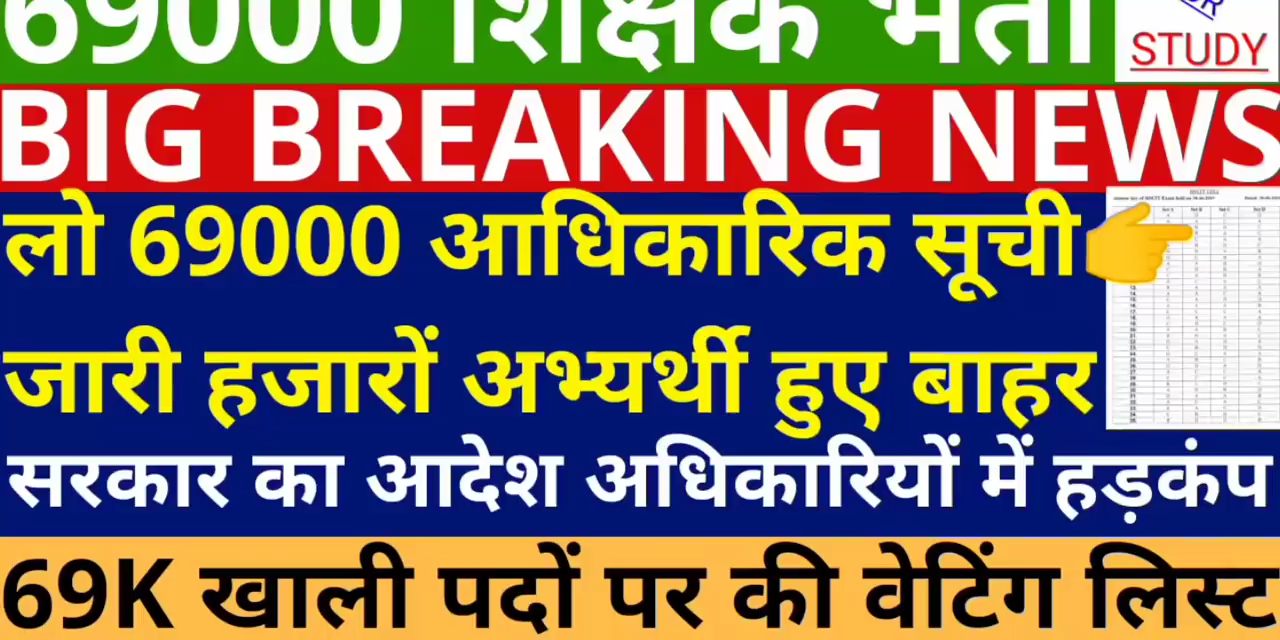 69000 शिक्षक भर्ती
STUDY
BIG BREAKING NEWS
लो 69000 आधिकारिक सूची
जारी हजारों अभ्यर्थी हुए बाहर
सरकार का आदेश अधिकारियों में हड़कंप
69K खाली पदों पर की वेटिंग लिस्ट